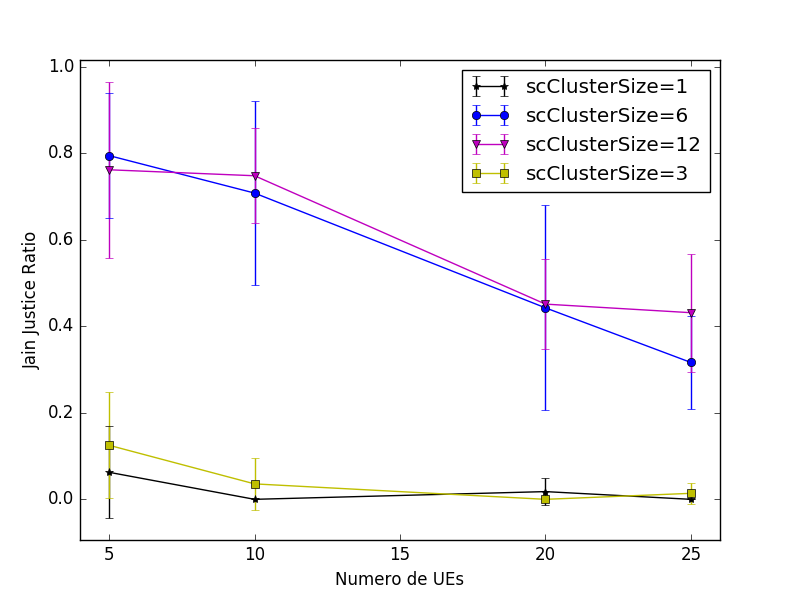 scClusterSize=1
scClusterSize=6
scClusterSize=12
scClusterSize=3
Jain Justice Ratio
1.0
0.8
0.6
0.4
0.2
0.0
5 10 15 20 25
Numero de UEs